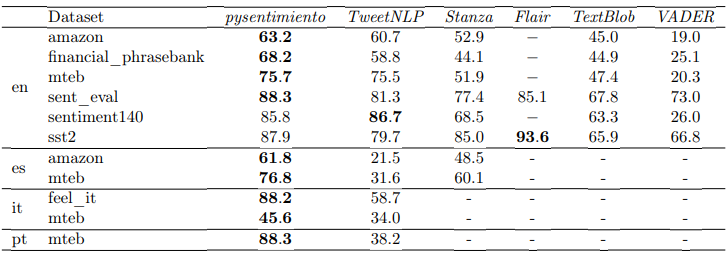 Dataset pysentimiento TweetNLP Stanza Flair TextBlob VADER
en
amazon 63.2 60.7 52.9 − 45.0 19.0
financial_phrasebank 68.2 58.8 44.1 − 44.9 25.1
mteb 75.7 75.5 51.9 − 47.4 20.3
sent_eval 88.3 81.3 77.4 85.1 67.8 73.0
sentiment140 85.8 86.7 68.5 − 63.3 26.0
sst2 87.9 79.7 85.0 93.6 65.9 66.8
es
amazon 61.8 21.5 48.5 - - -
mteb 76.8 31.6 60.1 - - -
it
feel_it 88.2 58.7 - - - -
mteb 45.6 34.0 - - - -
pt mteb 88.3 38.2 - - - -